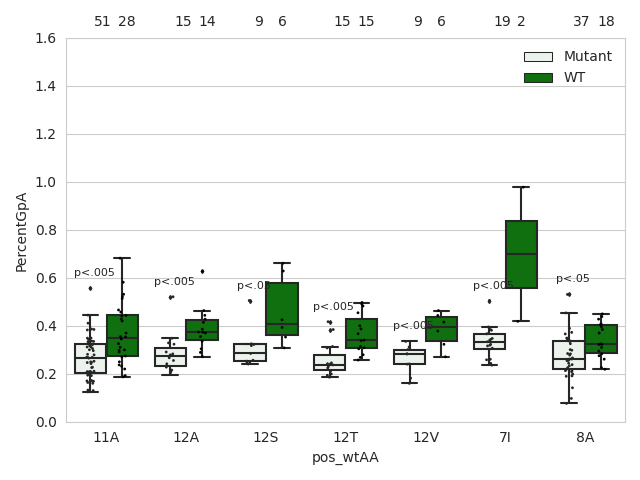 51 28 15 14 9 6 15 15 9 6 19 2 37 18
1.6
Mutant
WT
1.4
1.2
1.0
0.8
0.6
0.4
0.2
0.0
PercentGpA
p<.005
p<.005
p<.05
p<.005
p<.005
p<.005
p<.05
11A 12A 12S 12T 12V 7I 8A
pos_wtAA